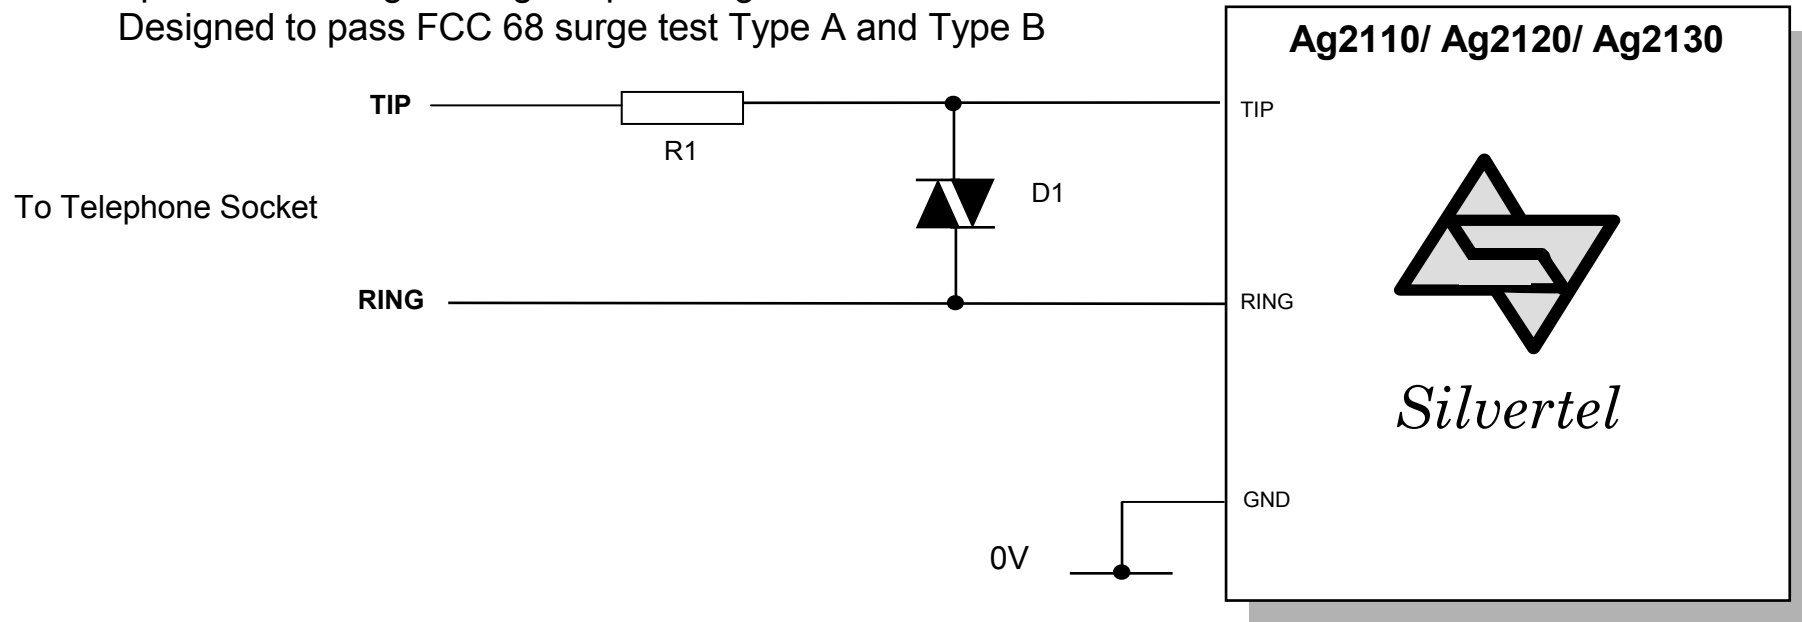 Designed to pass FCC 68 surge test Type A and Type B
Ag2110/ Ag2120/ Ag2130
TIP
TIP
R1
D1
To Telephone Socket
RING
RING
Silvertel
GND
0V